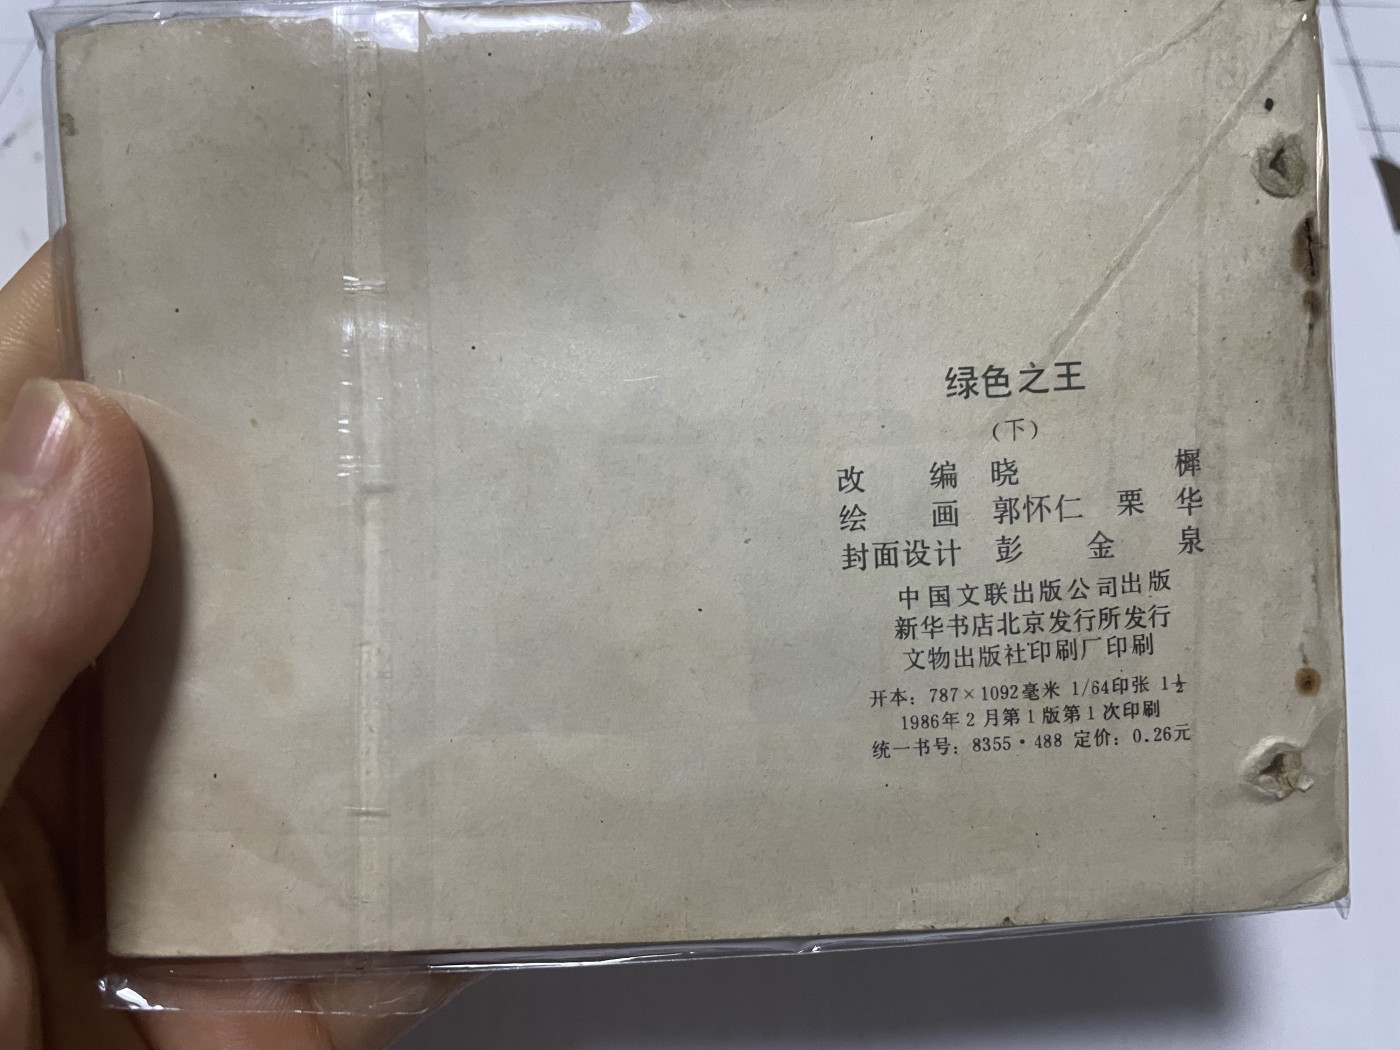 绿色之王
（下）
改 编 晓 樨
绘 画 郭怀仁 栗 华
封面设计 彭 金 泉
中国文联出版公司出版
新华书店北京发行所发行
文物出版社印刷厂印刷
开本：787×1092毫米 1/64印张 1½
1986年2月第1版第1次印刷
统一书号：8355·488 定价：0.26元